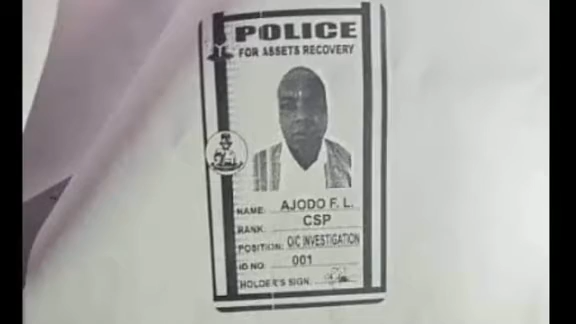 POLICE
FOR ASSETS RECOVERY
NAME: AJODO F. L.
RANK: CSP
POSITION: O/C INVESTIGATION
ID NO: 001
HOLDER'S SIGN: